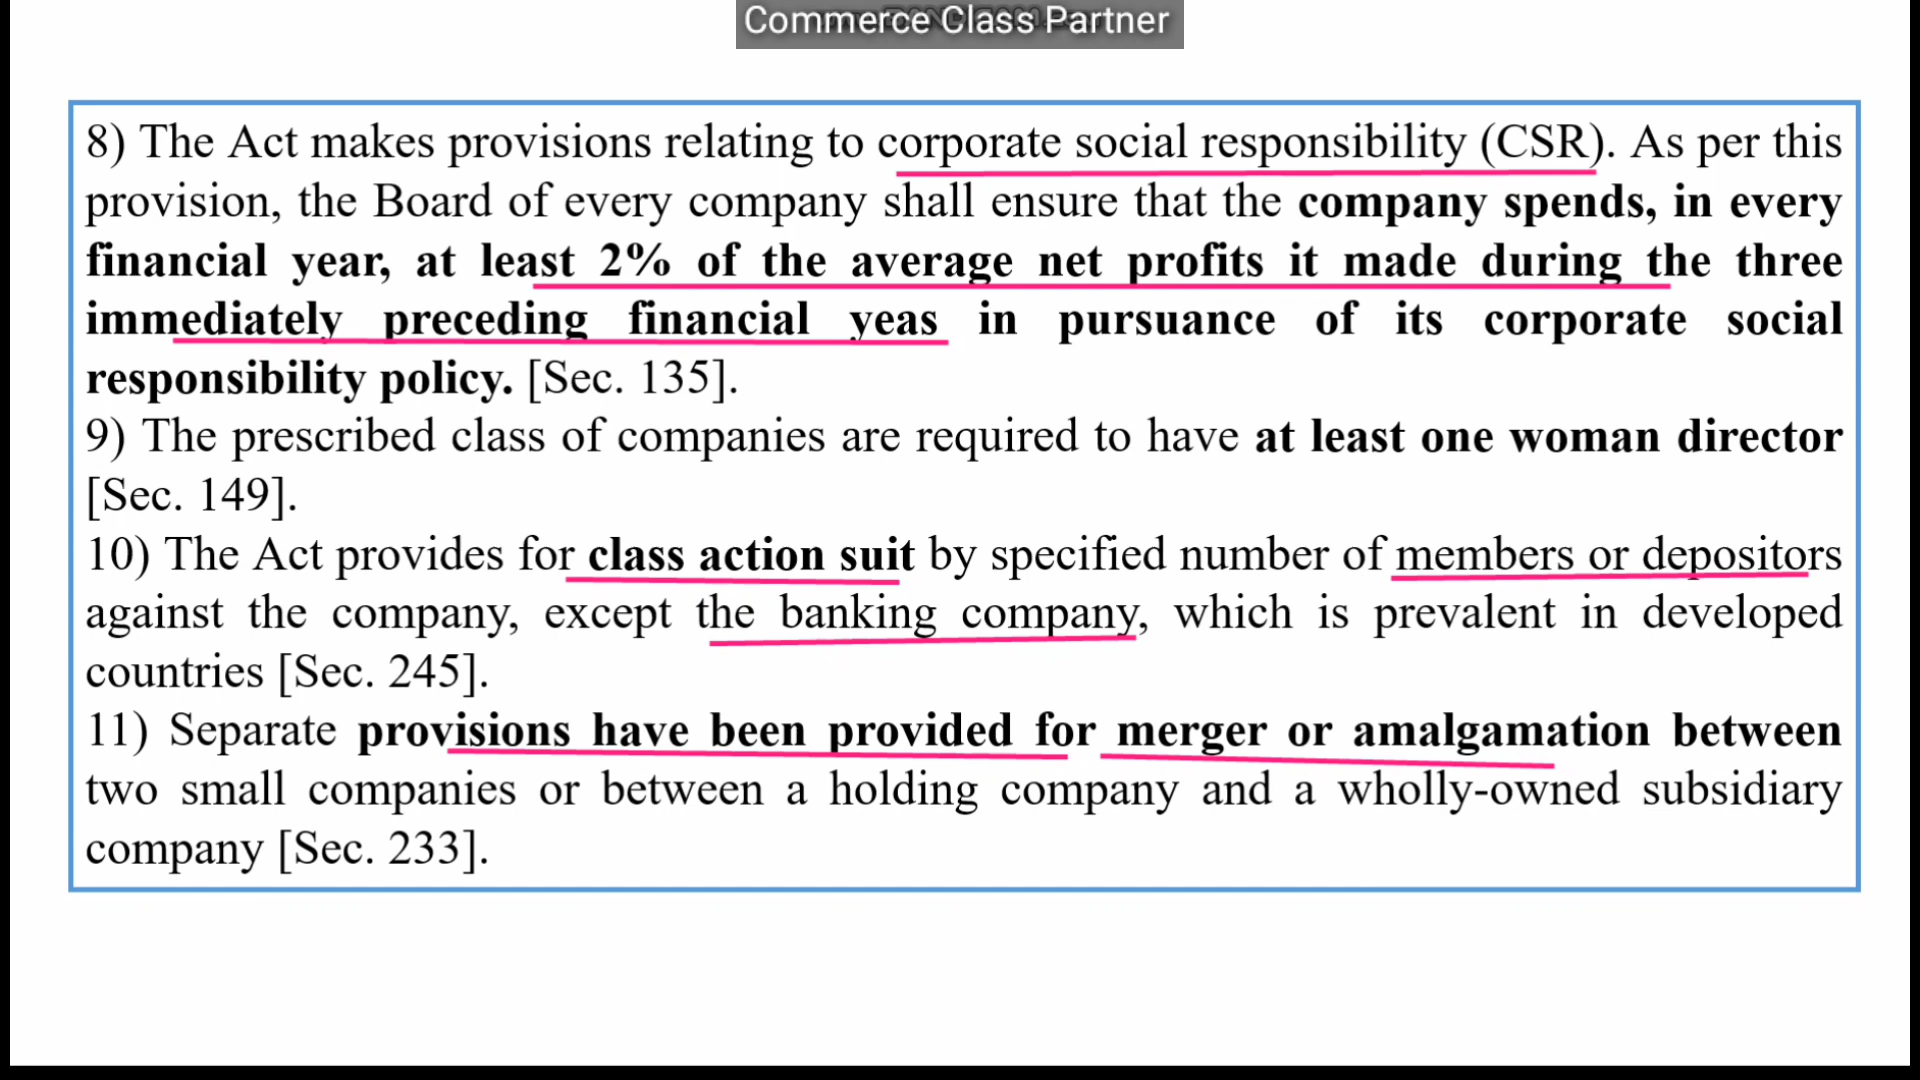 Commerce Class Partner
8) The Act makes provisions relating to corporate social responsibility (CSR). As per this
provision, the Board of every company shall ensure that the company spends, in every
financial year, at least 2% of the average net profits it made during the three
immediately preceding financial yeas in pursuance of its corporate social
responsibility policy. [Sec. 135].
9) The prescribed class of companies are required to have at least one woman director
[Sec. 149].
10) The Act provides for class action suit by specified number of members or depositors
against the company, except the banking company, which is prevalent in developed
countries [Sec. 245].
11) Separate provisions have been provided for merger or amalgamation between
two small companies or between a holding company and a wholly-owned subsidiary
company [Sec. 233].